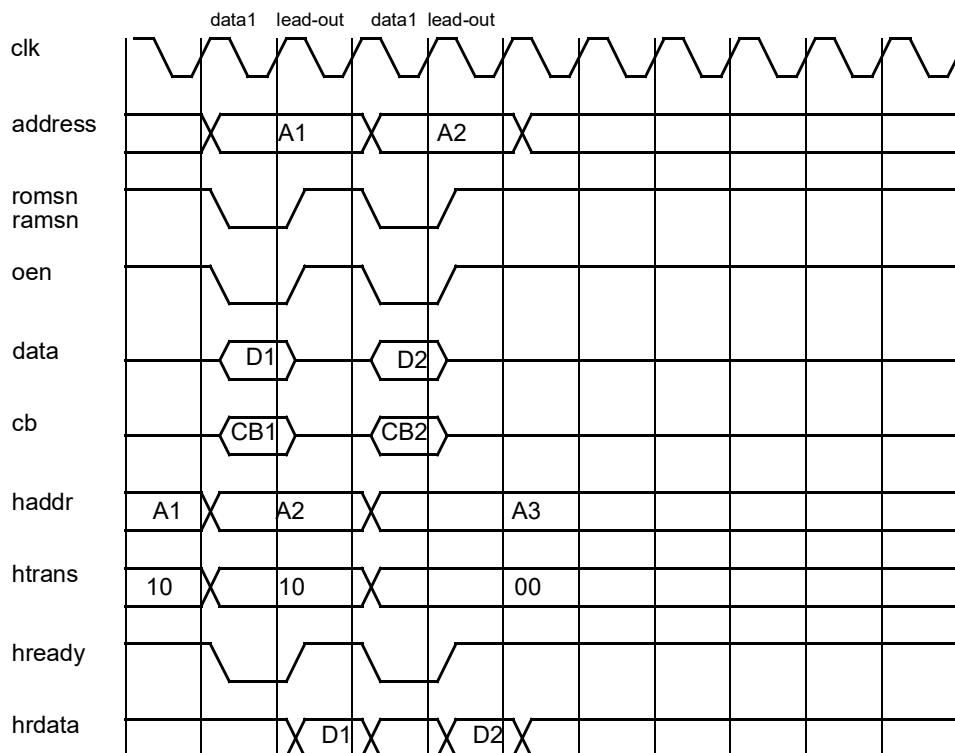 data1 lead-out data1 lead-out
clk
address A1 A2
romsn
ramsn
oen
data D1 D2
cb CB1 CB2
haddr A1 A2 A3
htrans 10 10 00
hready
hrdata D1 D2